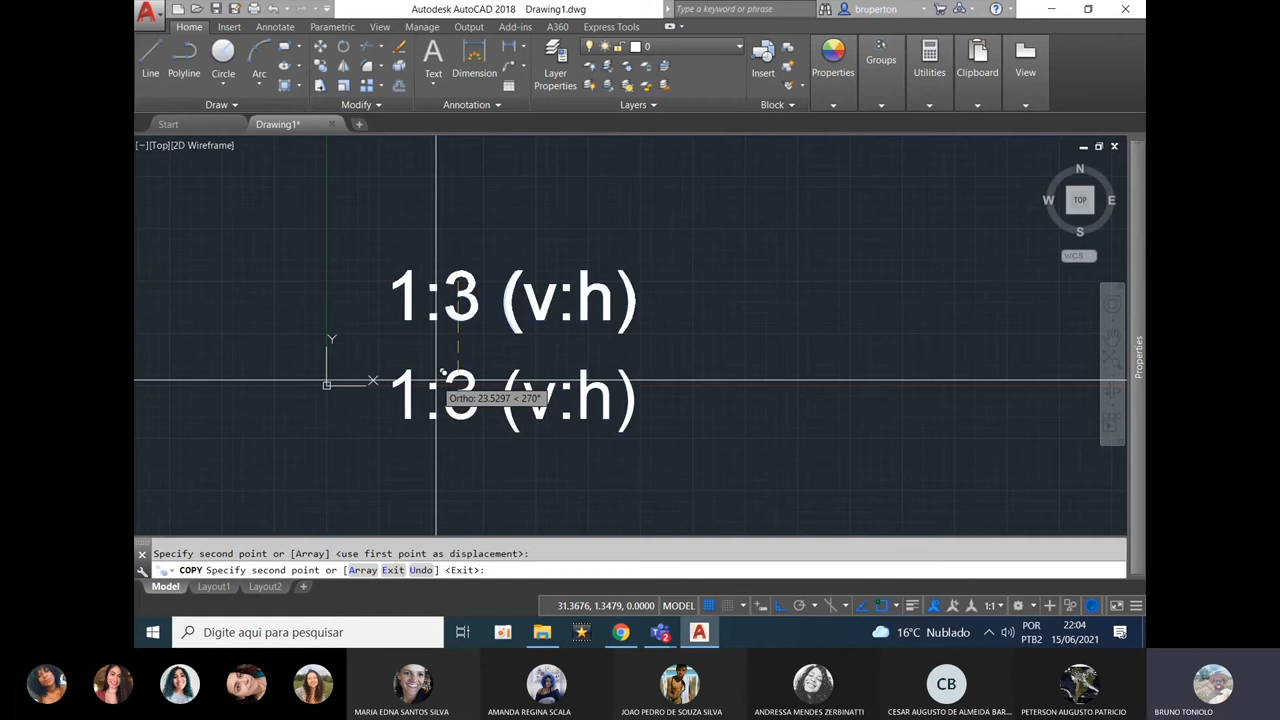 Autodesk AutoCAD 2018 Drawing1.dwg
Type a keyword or phrase
bruperton
Home Insert Annotate Parametric View Manage Output Add-ins A360 Express Tools
Line Polyline Circle Arc
Text Dimension
Layer Properties
0
Insert
Properties Groups Utilities Clipboard View
Draw Modify Annotation Layers Block
Start Drawing1*
[−][Top][2D Wireframe]
N
W TOP E
S
WCS
1:3 (v:h)
Y
X
1:3 (v:h)
Ortho: 23.5297 < 270°
Properties
Specify second point or [Array] <use first point as displacement>:
COPY Specify second point or [Array Exit Undo] <Exit>:
Model Layout1 Layout2
31.3676, 1.3479, 0.0000 MODEL 1:1
Digite aqui para pesquisar
16°C Nublado
POR
PTB2
22:04
15/06/2021
MARIA EDNA SANTOS SILVA
AMANDA REGINA SCALA
JOAO PEDRO DE SOUZA SILVA
ANDRESSA MENDES ZERBINATTI
CB
CESAR AUGUSTO DE ALMEIDA BAR...
PETERSON AUGUSTO PATRICIO
BRUNO TONIOLO